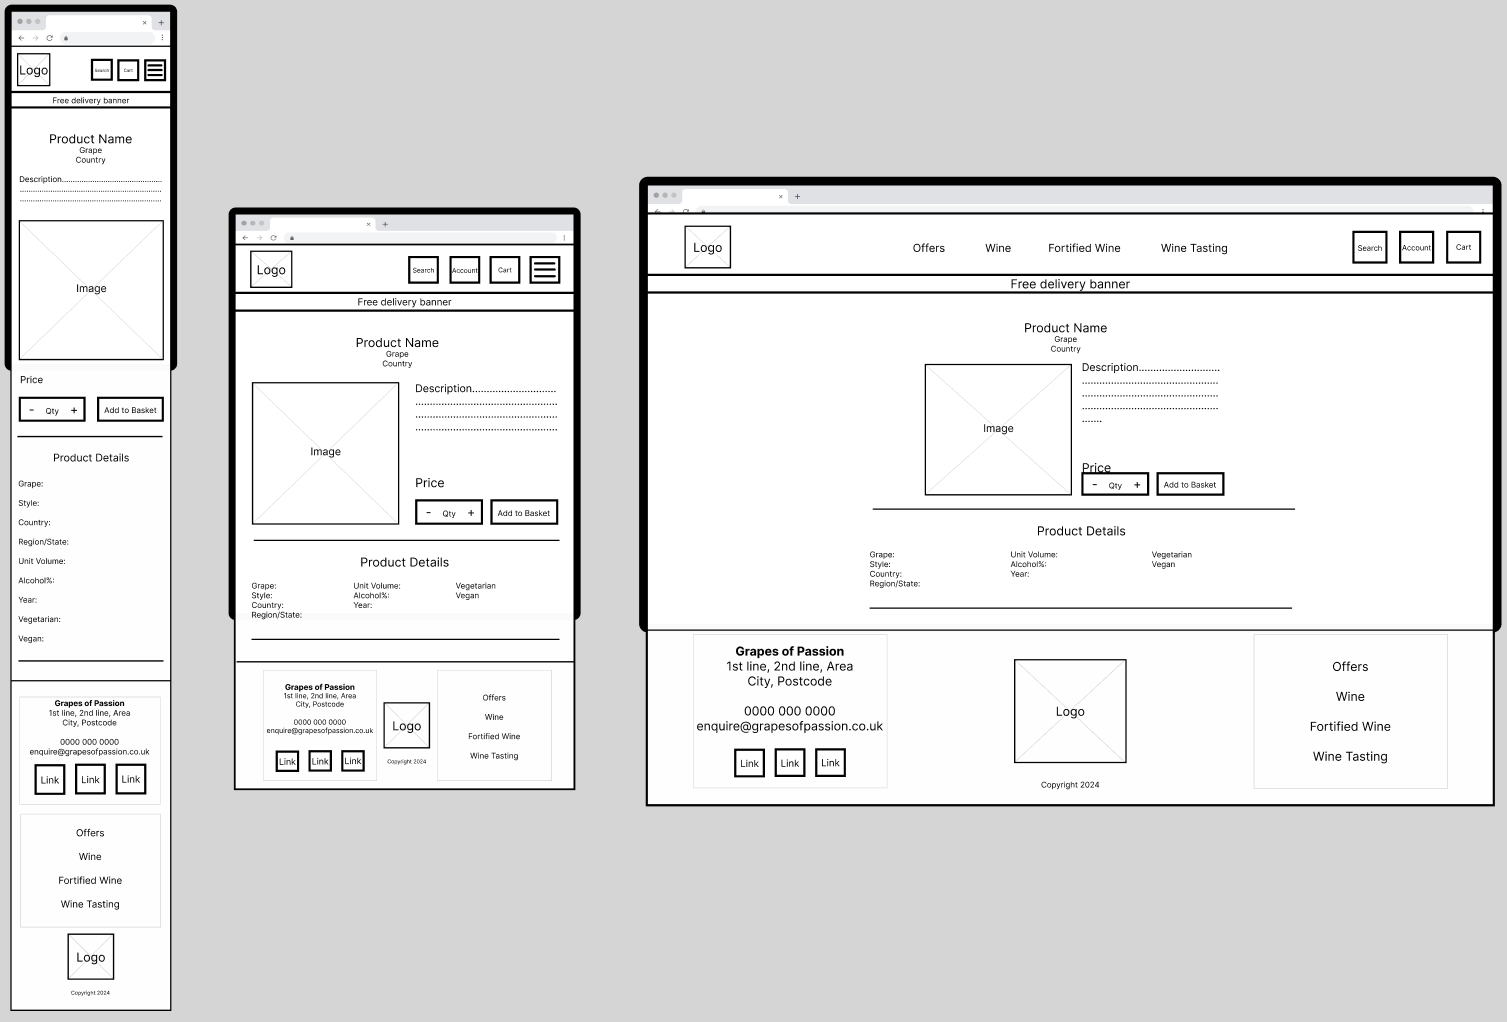 Logo
Search
Cart
Free delivery banner
Product Name
Grape
Country
Description..................................................
......................................................................
......................................................................
Image
Price
- Qty +
Add to Basket
Product Details
Grape:
Style:
Country:
Region/State:
Unit Volume:
Alcohol%:
Year:
Vegetarian:
Vegan:
Grapes of Passion
1st line, 2nd line, Area
City, Postcode
0000 000 0000
enquire@grapesofpassion.co.uk
Link Link Link
Offers
Wine
Fortified Wine
Wine Tasting
Logo
Copyright 2024
Logo
Search
Account
Cart
Free delivery banner
Product Name
Grape
Country
Image
Description............................
................................................
................................................
................................................
Price
- Qty +
Add to Basket
Product Details
Grape:
Style:
Country:
Region/State:
Unit Volume:
Alcohol%:
Year:
Vegetarian
Vegan
Grapes of Passion
1st line, 2nd line, Area
City, Postcode
0000 000 0000
enquire@grapesofpassion.co.uk
Link Link Link
Logo
Copyright 2024
Offers
Wine
Fortified Wine
Wine Tasting
Logo
Offers Wine Fortified Wine Wine Tasting
Search
Account
Cart
Free delivery banner
Product Name
Grape
Country
Image
Description............................
...............................................
...............................................
...............................................
.......
Price
- Qty +
Add to Basket
Product Details
Grape:
Style:
Country:
Region/State:
Unit Volume:
Alcohol%:
Year:
Vegetarian
Vegan
Grapes of Passion
1st line, 2nd line, Area
City, Postcode
0000 000 0000
enquire@grapesofpassion.co.uk
Link Link Link
Logo
Copyright 2024
Offers
Wine
Fortified Wine
Wine Tasting